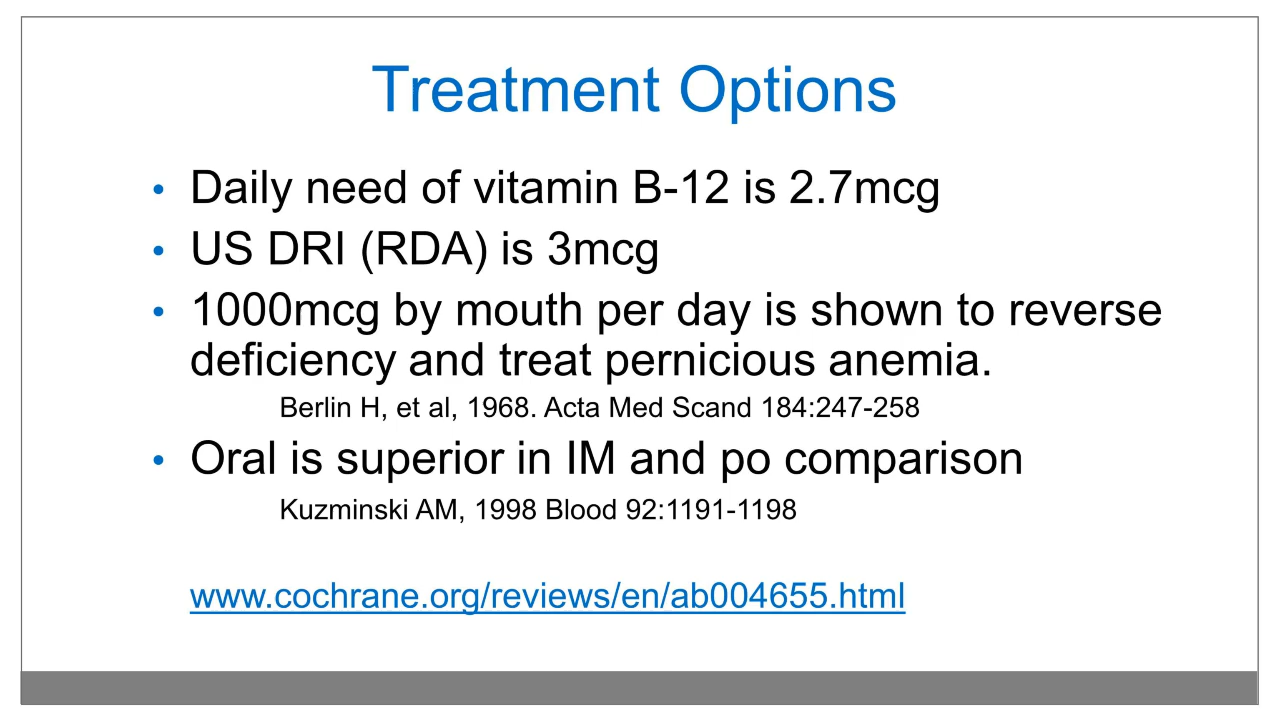 Treatment Options
• Daily need of vitamin B-12 is 2.7mcg
• US DRI (RDA) is 3mcg
• 1000mcg by mouth per day is shown to reverse
deficiency and treat pernicious anemia.
Berlin H, et al, 1968. Acta Med Scand 184:247-258
• Oral is superior in IM and po comparison
Kuzminski AM, 1998 Blood 92:1191-1198
www.cochrane.org/reviews/en/ab004655.html